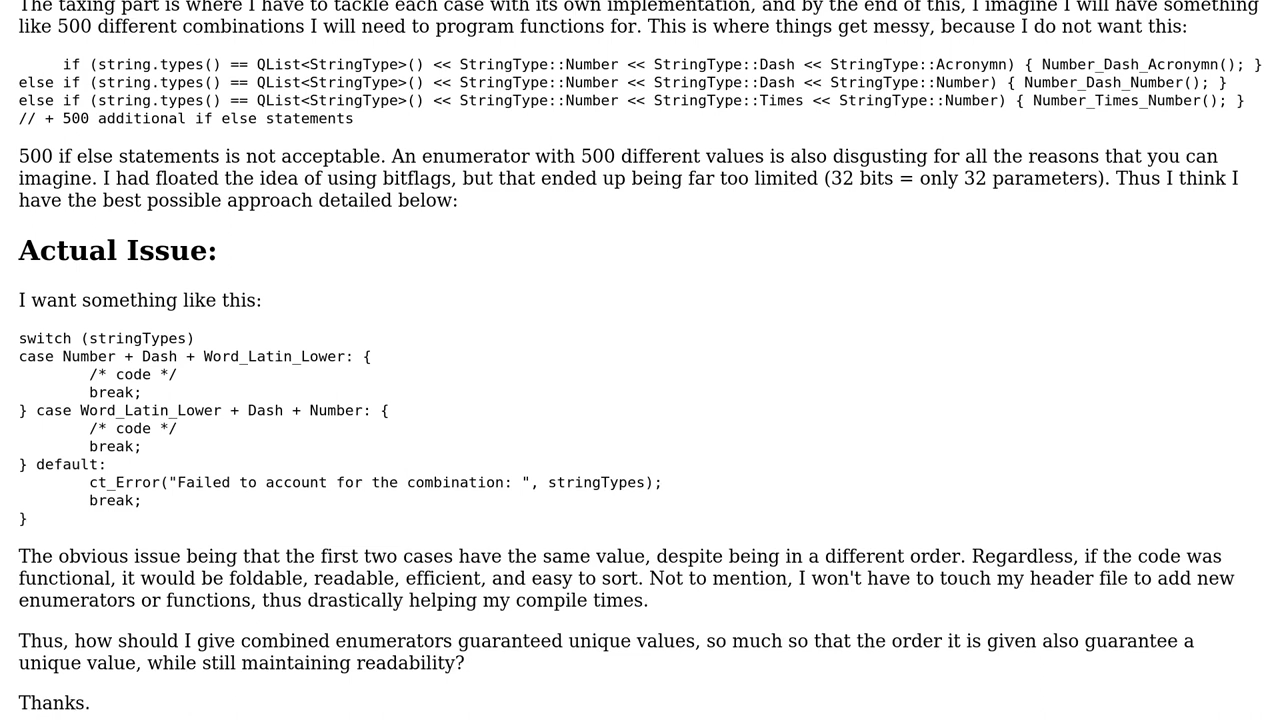 The taxing part is where I have to tackle each case with its own implementation, and by the end of this, I imagine I will have something
like 500 different combinations I will need to program functions for. This is where things get messy, because I do not want this:
     if (string.types() == QList<StringType>() << StringType::Number << StringType::Dash << StringType::Acronymn) { Number_Dash_Acronymn(); }
else if (string.types() == QList<StringType>() << StringType::Number << StringType::Dash << StringType::Number) { Number_Dash_Number(); }
else if (string.types() == QList<StringType>() << StringType::Number << StringType::Times << StringType::Number) { Number_Times_Number(); }
// + 500 additional if else statements
500 if else statements is not acceptable. An enumerator with 500 different values is also disgusting for all the reasons that you can
imagine. I had floated the idea of using bitflags, but that ended up being far too limited (32 bits = only 32 parameters). Thus I think I
have the best possible approach detailed below:
Actual Issue:
I want something like this:
switch (stringTypes)
case Number + Dash + Word_Latin_Lower: {
        /* code */
        break;
} case Word_Latin_Lower + Dash + Number: {
        /* code */
        break;
} default:
        ct_Error("Failed to account for the combination: ", stringTypes);
        break;
}
The obvious issue being that the first two cases have the same value, despite being in a different order. Regardless, if the code was
functional, it would be foldable, readable, efficient, and easy to sort. Not to mention, I won't have to touch my header file to add new
enumerators or functions, thus drastically helping my compile times.
Thus, how should I give combined enumerators guaranteed unique values, so much so that the order it is given also guarantee a
unique value, while still maintaining readability?
Thanks.